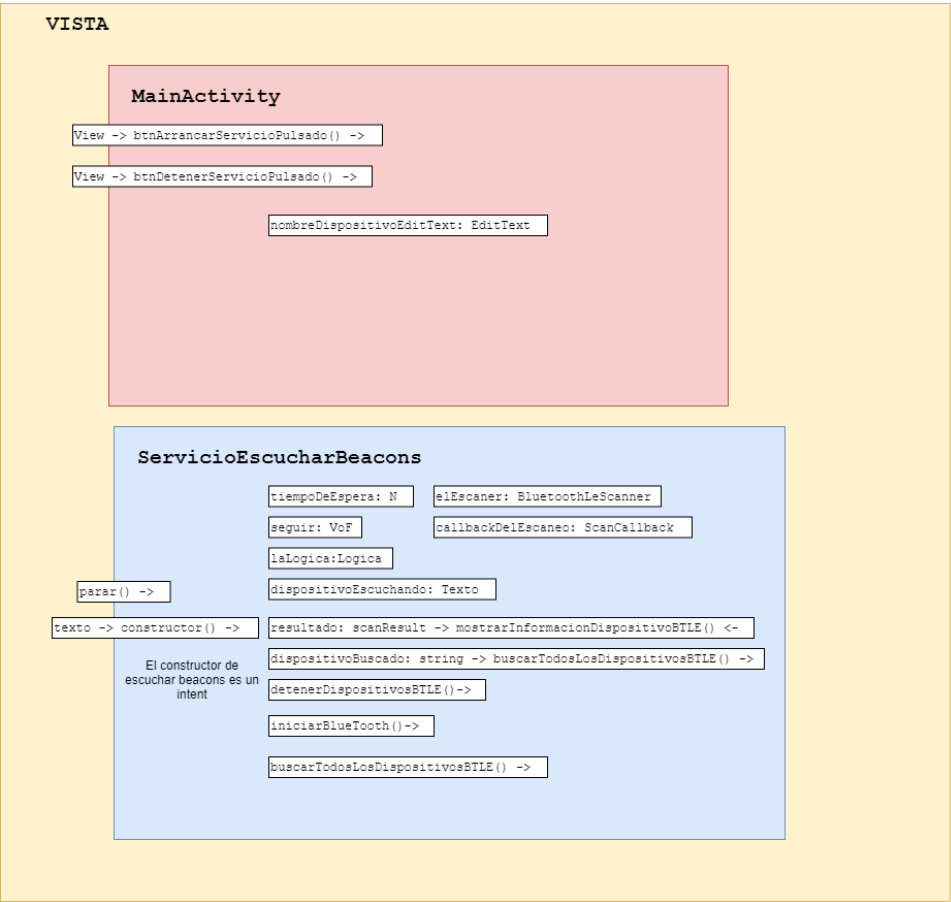 VISTA
MainActivity
View -> btnArrancarServicioPulsado() ->
View -> btnDetenerServicioPulsado() ->
nombreDispositivoEditText: EditText
ServicioEscucharBeacons
tiempoDeEspera: N
elEscaner: BluetoothLeScanner
seguir: VoF
callbackDelEscaneo: ScanCallback
laLogica:Logica
parar() ->
dispositivoEscuchando: Texto
texto -> constructor() ->
resultado: scanResult -> mostrarInformacionDispositivoBTLE() <-
El constructor de
escuchar beacons es un
intent
dispositivoBuscado: string -> buscarTodosLosDispositivosBTLE() ->
detenerDispositivosBTLE()->
iniciarBlueTooth()->
buscarTodosLosDispositivosBTLE() ->